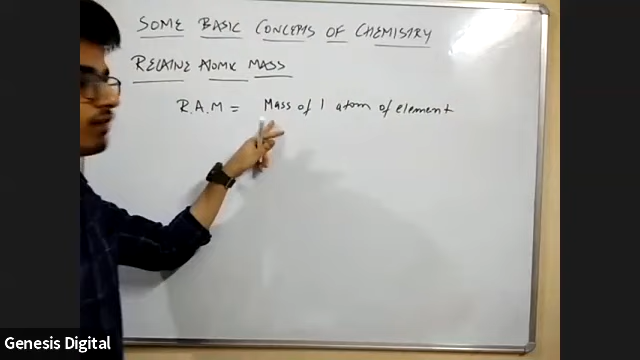 SOME BASIC CONCEPTS OF CHEMISTRY
RELATIVE ATOMIC MASS
R.A.M = Mass of 1 atom of element
Genesis Digital